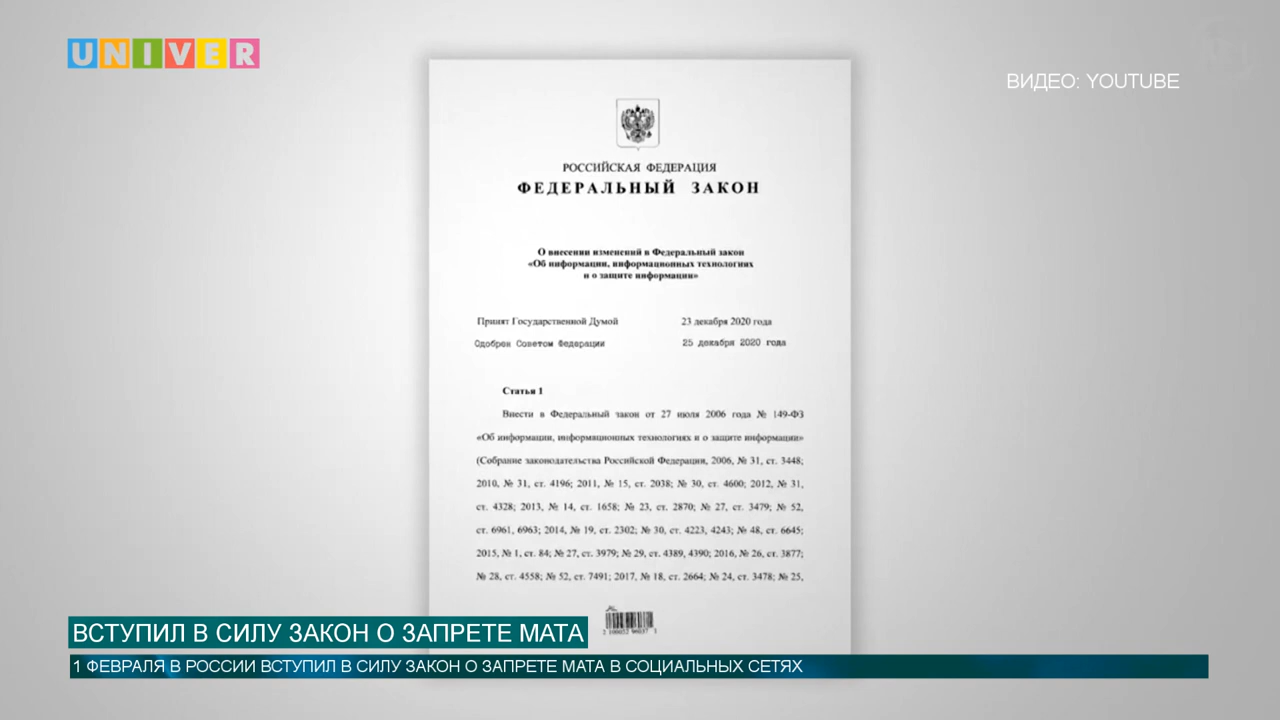 UNIVER
ВИДЕО: YOUTUBE
РОССИЙСКАЯ ФЕДЕРАЦИЯ
ФЕДЕРАЛЬНЫЙ ЗАКОН
О внесении изменений в Федеральный закон
«Об информации, информационных технологиях
и о защите информации»
Принят Государственной Думой 23 декабря 2020 года
Одобрен Советом Федерации 25 декабря 2020 года
Статья 1
Внести в Федеральный закон от 27 июля 2006 года № 149-ФЗ
«Об информации, информационных технологиях и о защите информации»
(Собрание законодательства Российской Федерации, 2006, № 31, ст. 3448;
2010, № 31, ст. 4196; 2011, № 15, ст. 2038; № 30, ст. 4600; 2012, № 31,
ст. 4328; 2013, № 14, ст. 1658; № 23, ст. 2870; № 27, ст. 3479; № 52,
ст. 6961, 6963; 2014, № 19, ст. 2302; № 30, ст. 4223, 4243; № 48, ст. 6645;
2015, № 1, ст. 84; № 27, ст. 3979; № 29, ст. 4389, 4390; 2016, № 26, ст. 3877;
№ 28, ст. 4558; № 52, ст. 7491; 2017, № 18, ст. 2664; № 24, ст. 3478; № 25,
ВСТУПИЛ В СИЛУ ЗАКОН О ЗАПРЕТЕ МАТА
1 ФЕВРАЛЯ В РОССИИ ВСТУПИЛ В СИЛУ ЗАКОН О ЗАПРЕТЕ МАТА В СОЦИАЛЬНЫХ СЕТЯХ